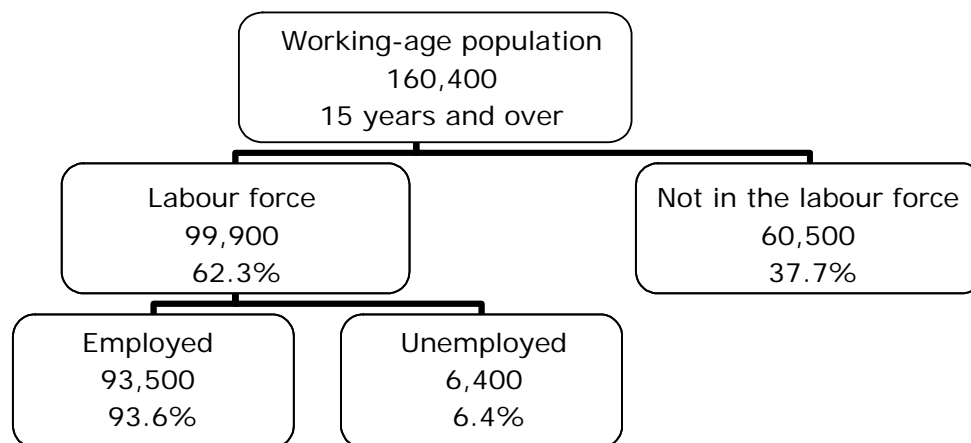 Working-age population
160,400
15 years and over
Labour force
99,900
62.3%
Not in the labour force
60,500
37.7%
Employed
93,500
93.6%
Unemployed
6,400
6.4%